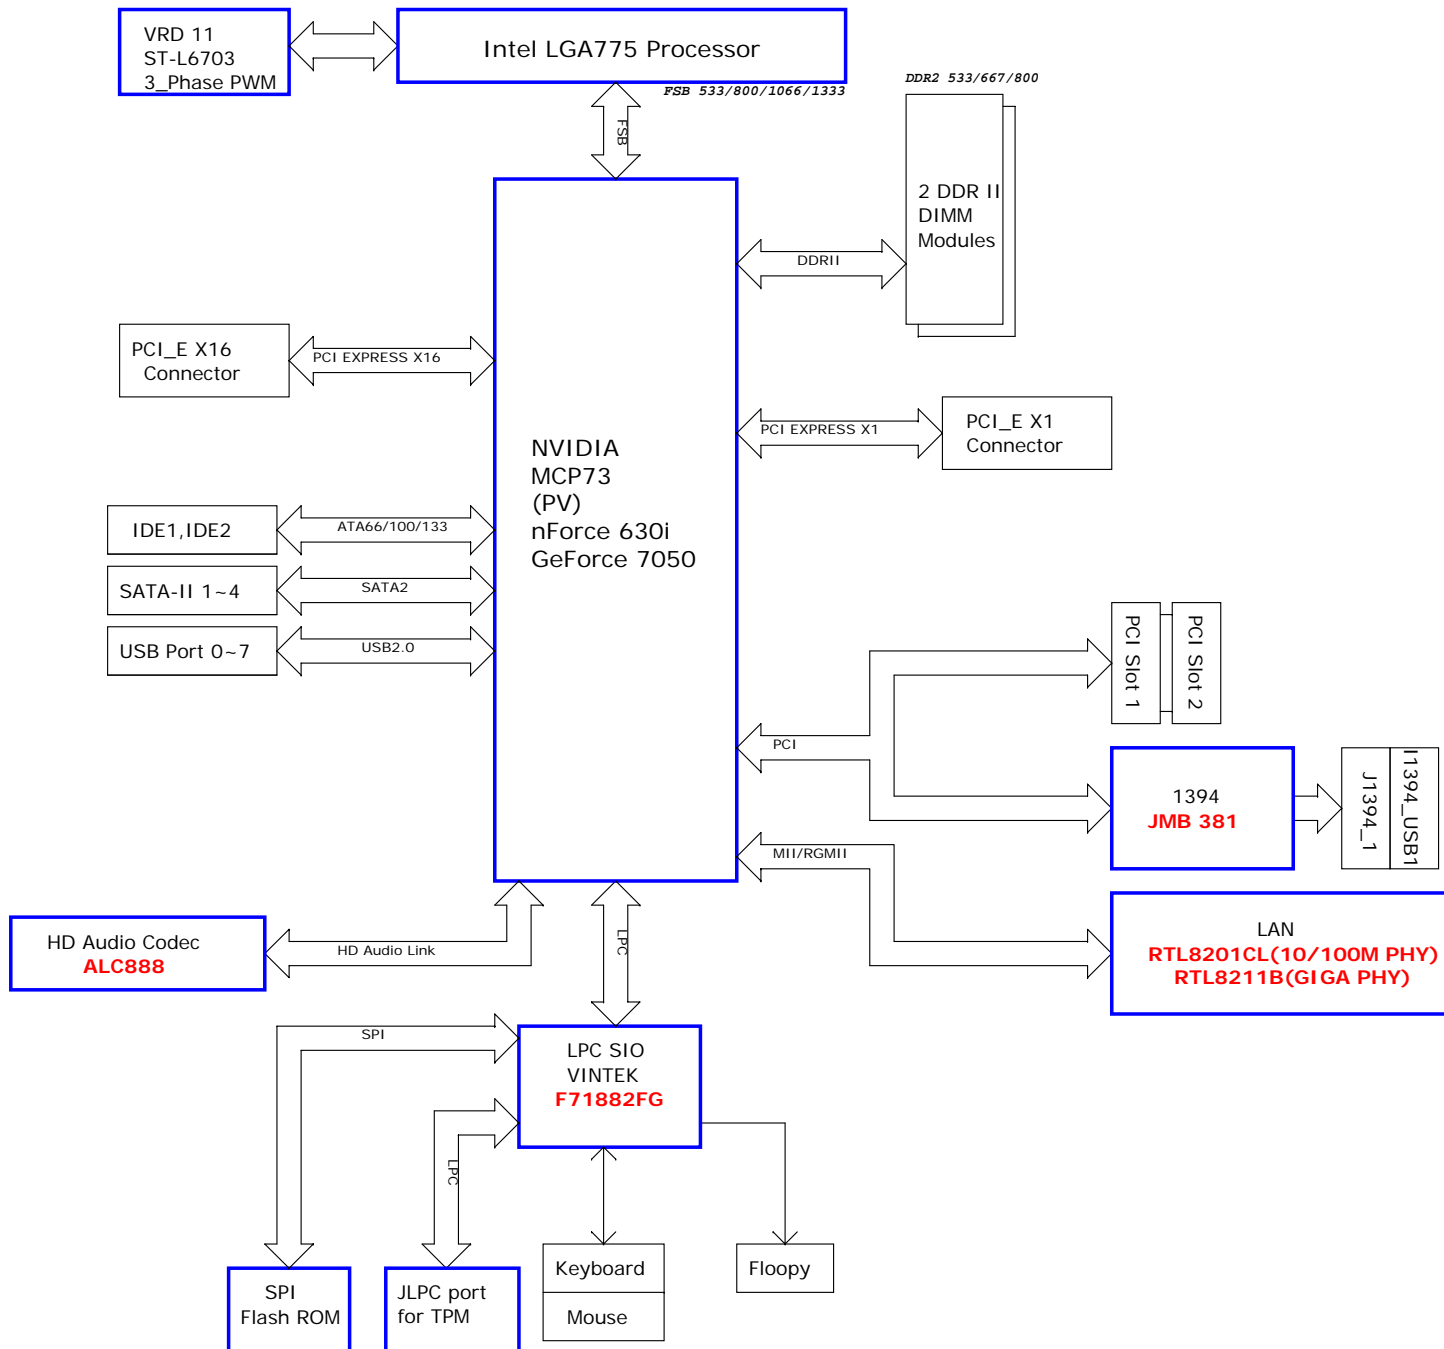 VRD 11
ST-L6703
3_Phase PWM
Intel LGA775 Processor
FSB 533/800/1066/1333
DDR2 533/667/800
FSB
2 DDR II
DIMM
Modules
DDRII
PCI_E X16
Connector
PCI EXPRESS X16
PCI EXPRESS X1
PCI_E X1
Connector
NVIDIA
MCP73
(PV)
nForce 630i
GeForce 7050
IDE1,IDE2
ATA66/100/133
SATA-II 1~4
SATA2
USB Port 0~7
USB2.0
PCI Slot 1
PCI Slot 2
PCI
1394
JMB 381
J1394_1
I1394_USB1
MII/RGMII
LAN
RTL8201CL(10/100M PHY)
RTL8211B(GIGA PHY)
HD Audio Codec
ALC888
HD Audio Link
LPC
SPI
LPC SIO
VINTEK
F71882FG
LPC
SPI
Flash ROM
JLPC port
for TPM
Keyboard
Mouse
Floopy